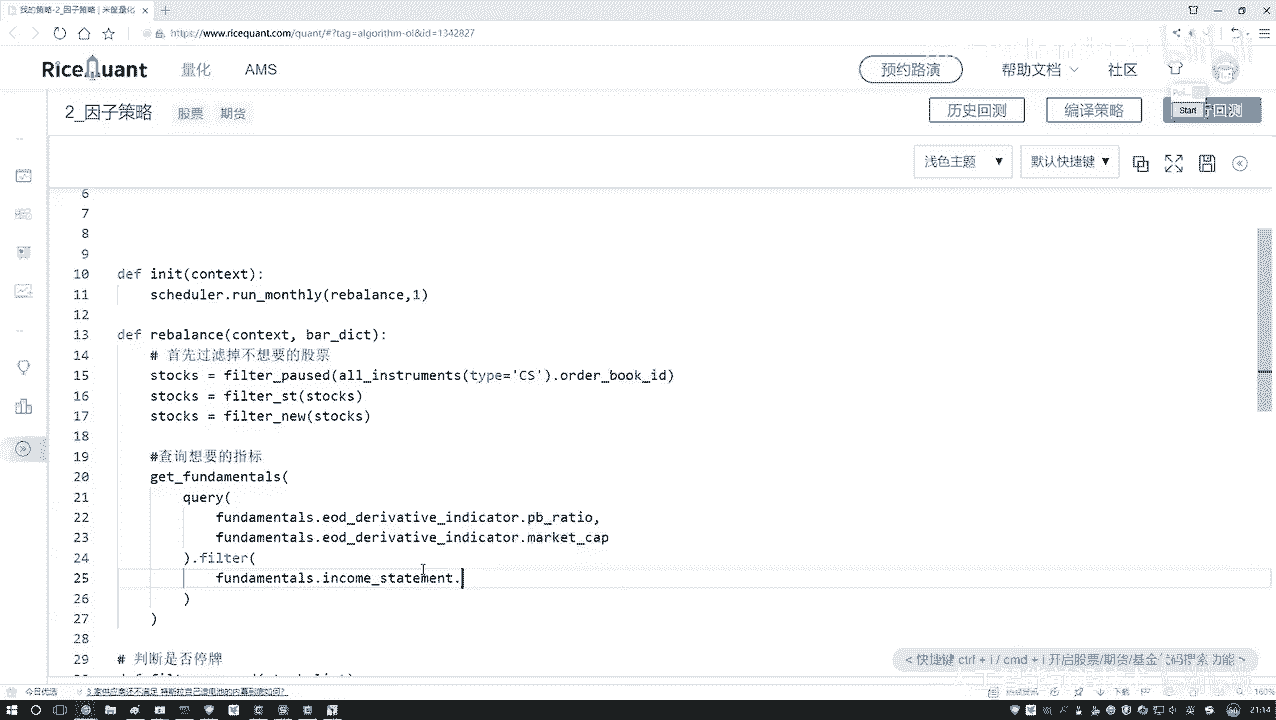 我的策略-2_因子策略 | 米筐量化
https://www.ricequant.com/quant/#?tag=algorithm-ol&id=1342827
RiceQuant 量化 AMS 预约路演 帮助文档 社区
2_因子策略 股票 期货 历史回测 编译策略 Start 回测
浅色主题 默认快捷键
6
7
8
9
10 def init(context):
11 scheduler.run_monthly(rebalance,1)
12
13 def rebalance(context, bar_dict):
14 # 首先过滤掉不想要的股票
15 stocks = filter_paused(all_instruments(type='CS').order_book_id)
16 stocks = filter_st(stocks)
17 stocks = filter_new(stocks)
18
19 #查询想要的指标
20 get_fundamentals(
21 query(
22 fundamentals.eod_derivative_indicator.pb_ratio,
23 fundamentals.eod_derivative_indicator.market_cap
24 ).filter(
25 fundamentals.income_statement.
26 )
27 )
28
29 # 判断是否停牌
< 快捷键 ctrl + i / cmd + i 开启股票/期货/基金
今日优选
21:14